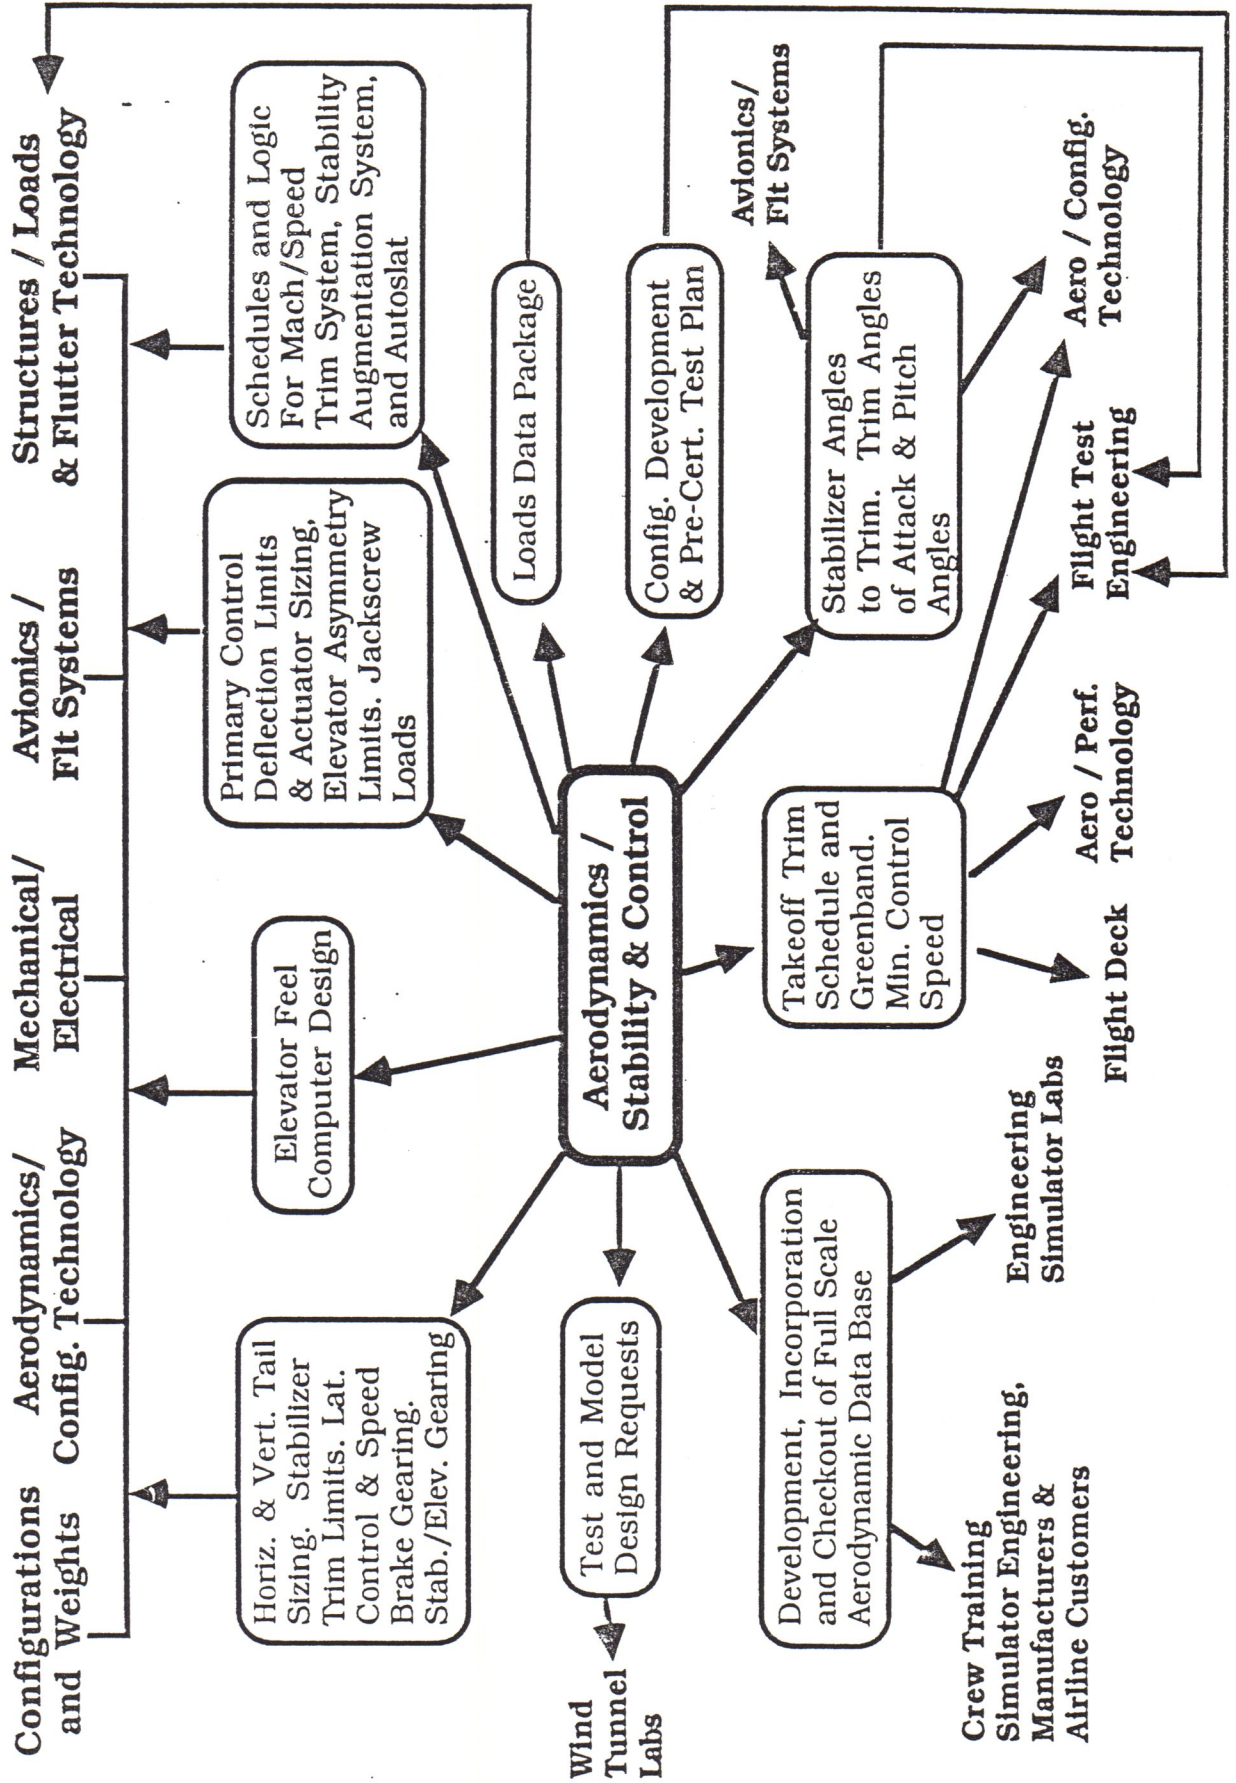 Configurations
and Weights
Aerodynamics/
Config. Technology
Mechanical/
Electrical
Avionics /
Flt Systems
Structures / Loads
& Flutter Technology
Horiz. & Vert. Tail
Sizing. Stabilizer
Trim Limits. Lat.
Control & Speed
Brake Gearing.
Stab./Elev. Gearing
Elevator Feel
Computer Design
Primary Control
Deflection Limits
& Actuator Sizing,
Elevator Asymmetry
Limits. Jackscrew
Loads
Schedules and Logic
For Mach/Speed
Trim System, Stability
Augmentation System,
and Autoslat
Wind
Tunnel
Labs
Test and Model
Design Requests
Aerodynamics /
Stability & Control
Loads Data Package
Config. Development
& Pre-Cert. Test Plan
Development, Incorporation
and Checkout of Full Scale
Aerodynamic Data Base
Takeoff Trim
Schedule and
Greenband.
Min. Control
Speed
Stabilizer Angles
to Trim. Trim Angles
of Attack & Pitch
Angles
Avionics/
Flt Systems
Crew Training
Simulator Engineering,
Manufacturers &
Airline Customers
Engineering
Simulator Labs
Flight Deck
Aero / Perf.
Technology
Flight Test
Engineering
Aero / Config.
Technology